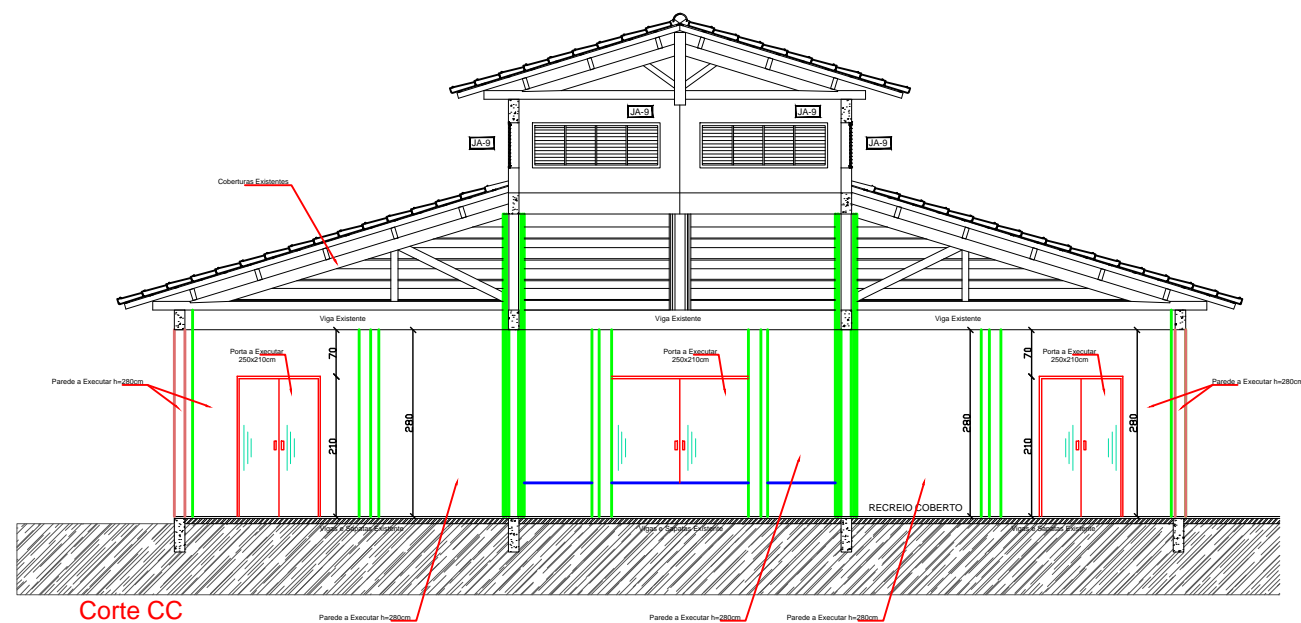 JA-9
JA-9
JA-9
JA-9
Coberturas Existentes
Viga Existente
Viga Existente
Viga Existente
Porta a Executar
250x210cm
70
Porta a Executar
250x210cm
70
Porta a Executar
250x210cm
Parede a Executar h=280cm
Parede a Executar h=280cm
210
280
280
210
280
RECREIO COBERTO
Vigas e Sapatas Existente
Vigas e Sapatas Existente
Vigas e Sapatas Existente
Corte CC
Parede a Executar h=280cm
Parede a Executar h=280cm
Parede a Executar h=280cm